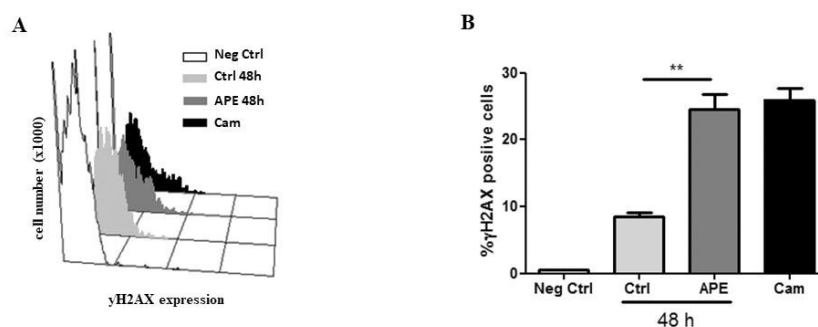 A
Neg Ctrl
Ctrl 48h
APE 48h
Cam
cell number (x1000)
γH2AX expression
B
**
30
20
10
0
%γH2AX posiive cells
Neg Ctrl
Ctrl
APE
Cam
48 h